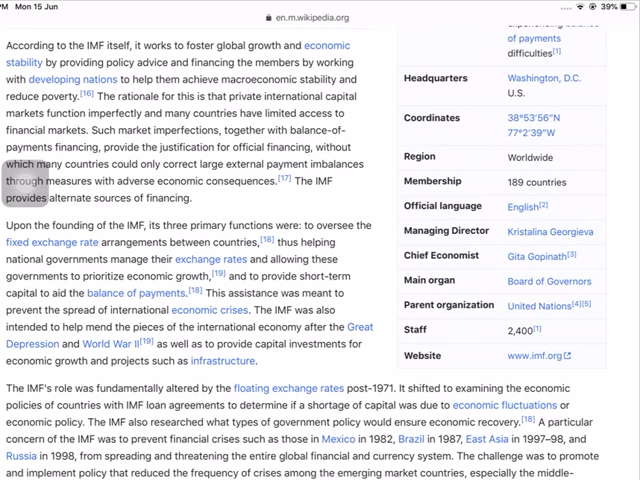 PM Mon 15 Jun
39%
en.m.wikipedia.org
According to the IMF itself, it works to foster global growth and economic
stability by providing policy advice and financing the members by working
with developing nations to help them achieve macroeconomic stability and
reduce poverty.[16] The rationale for this is that private international capital
markets function imperfectly and many countries have limited access to
financial markets. Such market imperfections, together with balance-of-
payments financing, provide the justification for official financing, without
which many countries could only correct large external payment imbalances
through measures with adverse economic consequences.[17] The IMF
provides alternate sources of financing.
Upon the founding of the IMF, its three primary functions were: to oversee the
fixed exchange rate arrangements between countries,[18] thus helping
national governments manage their exchange rates and allowing these
governments to prioritize economic growth,[19] and to provide short-term
capital to aid the balance of payments.[18] This assistance was meant to
prevent the spread of international economic crises. The IMF was also
intended to help mend the pieces of the international economy after the Great
Depression and World War II[19] as well as to provide capital investments for
economic growth and projects such as infrastructure.
The IMF's role was fundamentally altered by the floating exchange rates post-1971. It shifted to examining the economic
policies of countries with IMF loan agreements to determine if a shortage of capital was due to economic fluctuations or
economic policy. The IMF also researched what types of government policy would ensure economic recovery.[18] A particular
concern of the IMF was to prevent financial crises such as those in Mexico in 1982, Brazil in 1987, East Asia in 1997–98, and
Russia in 1998, from spreading and threatening the entire global financial and currency system. The challenge was to promote
and implement policy that reduced the frequency of crises among the emerging market countries, especially the middle-
experiencing balance
of payments
difficulties[1]
Headquarters Washington, D.C.
U.S.
Coordinates 38°53′56″N
77°2′39″W
Region Worldwide
Membership 189 countries
Official language English[2]
Managing Director Kristalina Georgieva
Chief Economist Gita Gopinath[3]
Main organ Board of Governors
Parent organization United Nations[4][5]
Staff 2,400[1]
Website www.imf.org